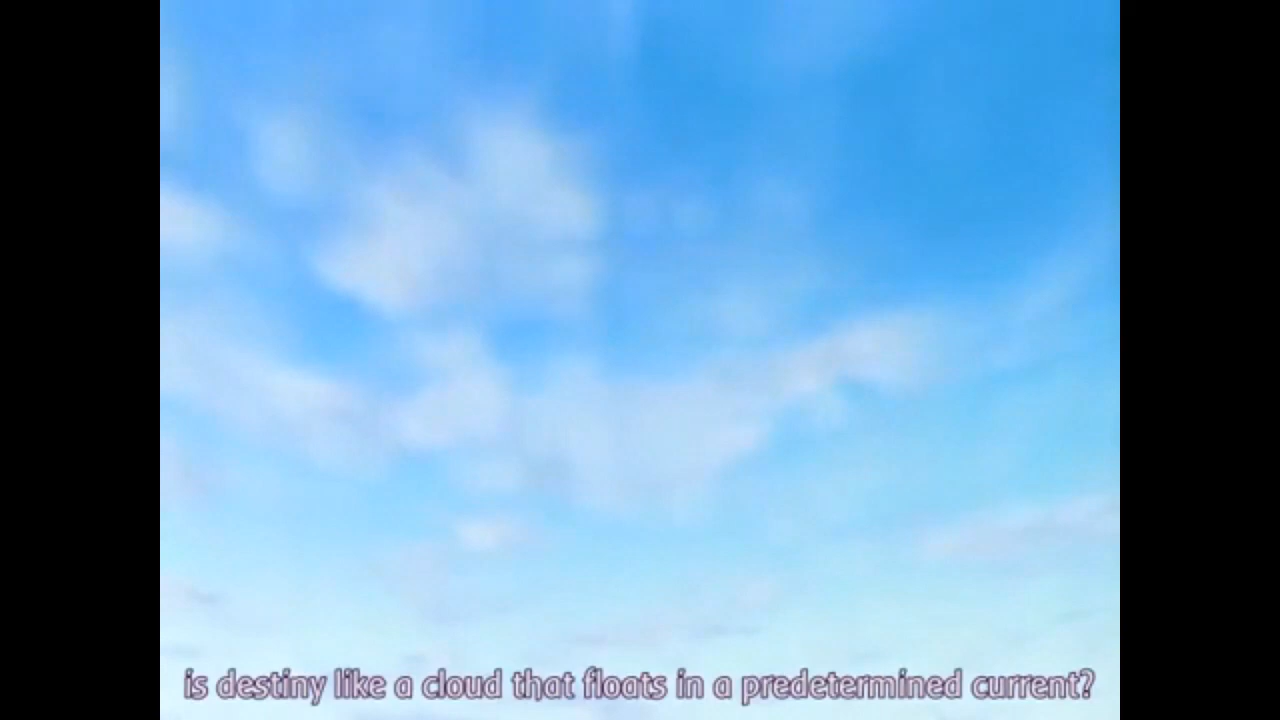 is destiny like a cloud that floats in a predetermined current?